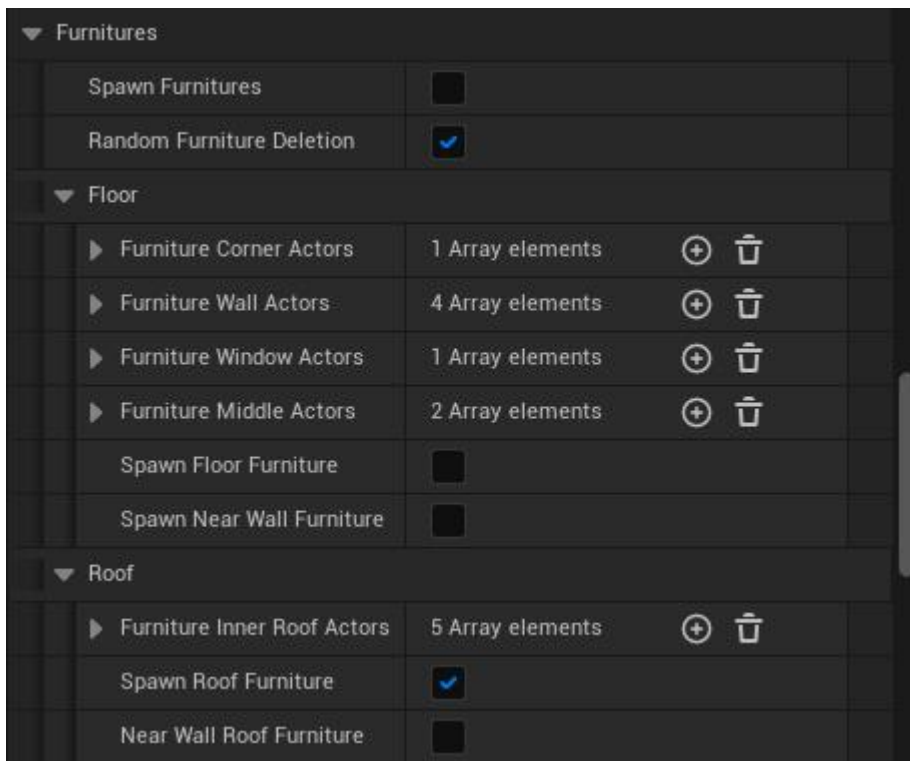 Furnitures
Spawn Furnitures
Random Furniture Deletion
Floor
Furniture Corner Actors 1 Array elements
Furniture Wall Actors 4 Array elements
Furniture Window Actors 1 Array elements
Furniture Middle Actors 2 Array elements
Spawn Floor Furniture
Spawn Near Wall Furniture
Roof
Furniture Inner Roof Actors 5 Array elements
Spawn Roof Furniture
Near Wall Roof Furniture